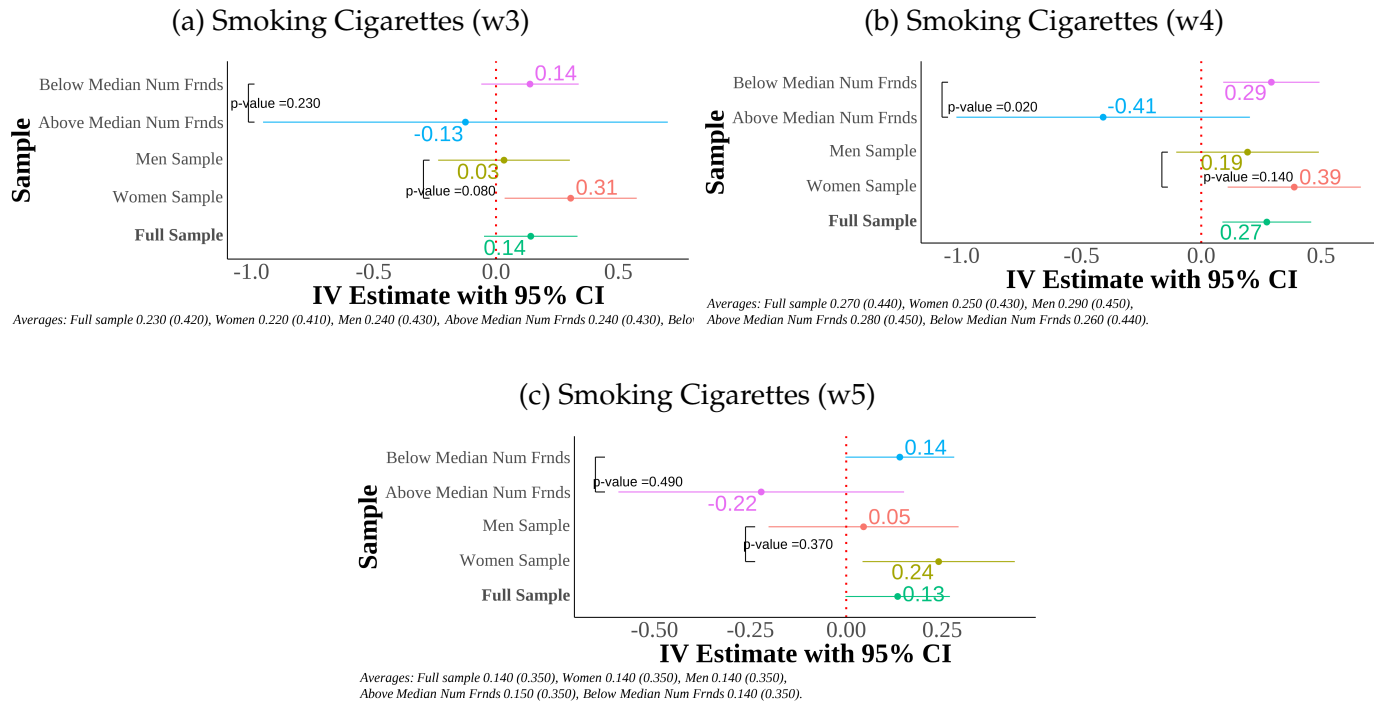 (a) Smoking Cigarettes (w3)
Sample
Below Median Num Frnds
0.14
p-value =0.230
Above Median Num Frnds
-0.13
Men Sample
0.03
p-value =0.080
Women Sample
0.31
Full Sample
0.14
-1.0 -0.5 0.0 0.5
IV Estimate with 95% CI
Averages: Full sample 0.230 (0.420), Women 0.220 (0.410), Men 0.240 (0.430), Above Median Num Frnds 0.240 (0.430), Belo
(b) Smoking Cigarettes (w4)
Sample
Below Median Num Frnds
0.29
p-value =0.020
Above Median Num Frnds
-0.41
Men Sample
0.19
p-value =0.140
Women Sample
0.39
Full Sample
0.27
-1.0 -0.5 0.0 0.5
IV Estimate with 95% CI
Averages: Full sample 0.270 (0.440), Women 0.250 (0.430), Men 0.290 (0.450),
Above Median Num Frnds 0.280 (0.450), Below Median Num Frnds 0.260 (0.440).
(c) Smoking Cigarettes (w5)
Sample
Below Median Num Frnds
0.14
p-value =0.490
Above Median Num Frnds
-0.22
Men Sample
0.05
p-value =0.370
Women Sample
0.24
Full Sample
0.13
-0.50 -0.25 0.00 0.25
IV Estimate with 95% CI
Averages: Full sample 0.140 (0.350), Women 0.140 (0.350), Men 0.140 (0.350),
Above Median Num Frnds 0.150 (0.350), Below Median Num Frnds 0.140 (0.350).